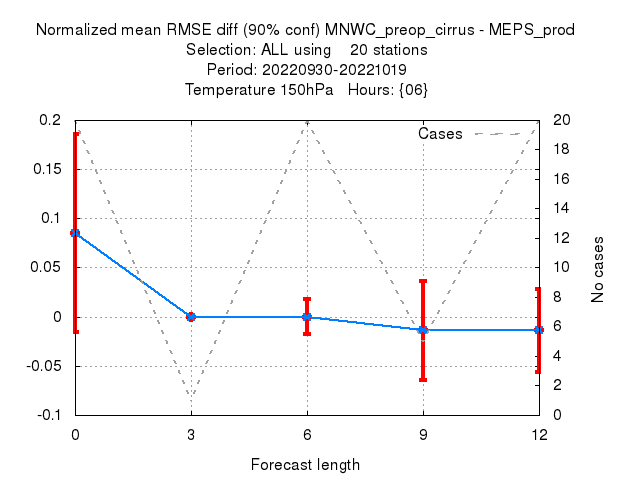 Normalized mean RMSE diff (90% conf) MNWC_preop_cirrus - MEPS_prod
Selection: ALL using    20 stations
Period: 20220930-20221019
Temperature 150hPa   Hours: {06}
Cases
0.2
0.15
0.1
0.05
0
-0.05
-0.1
20
18
16
14
12
10
8
6
4
2
0
No cases
0 3 6 9 12
Forecast length